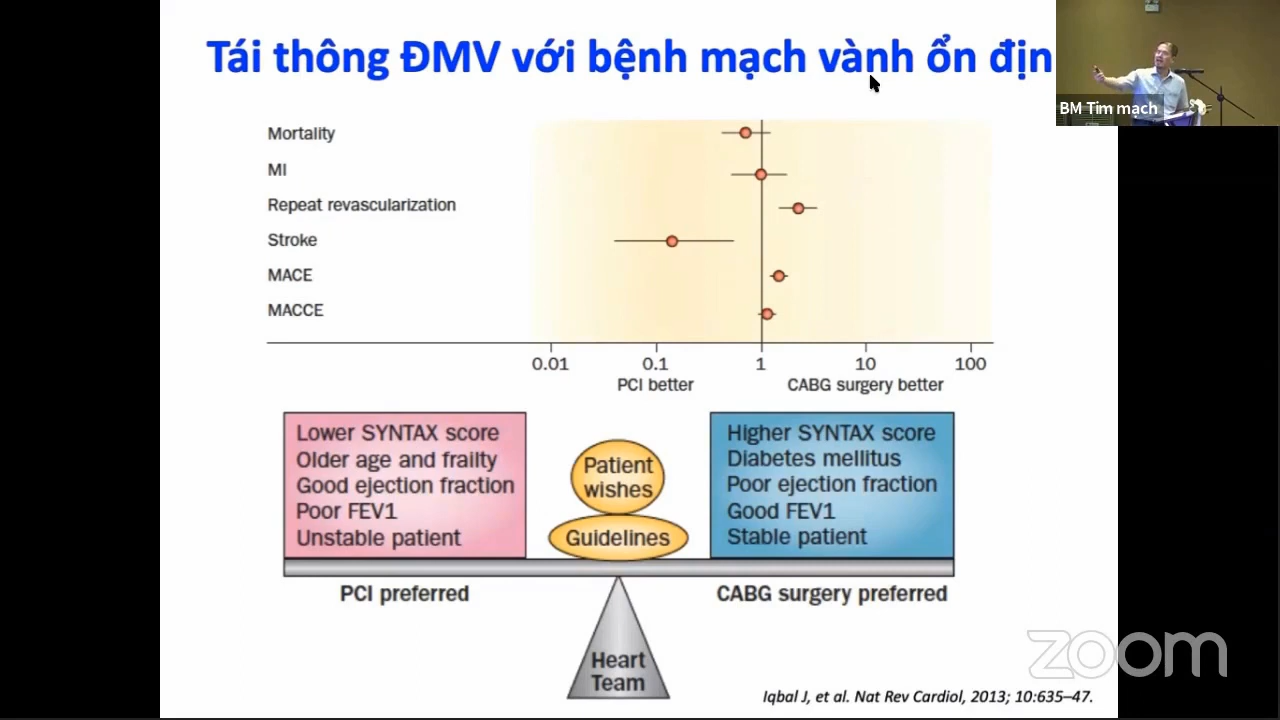 Tái thông ĐMV với bệnh mạch vành ổn địn
BM Tim mach
Mortality
MI
Repeat revascularization
Stroke
MACE
MACCE
0.01 0.1 1 10 100
PCI better CABG surgery better
Lower SYNTAX score
Older age and frailty
Good ejection fraction
Poor FEV1
Unstable patient
Patient
wishes
Guidelines
Higher SYNTAX score
Diabetes mellitus
Poor ejection fraction
Good FEV1
Stable patient
PCI preferred
CABG surgery preferred
Heart
Team
zoom
Iqbal J, et al. Nat Rev Cardiol, 2013; 10:635–47.